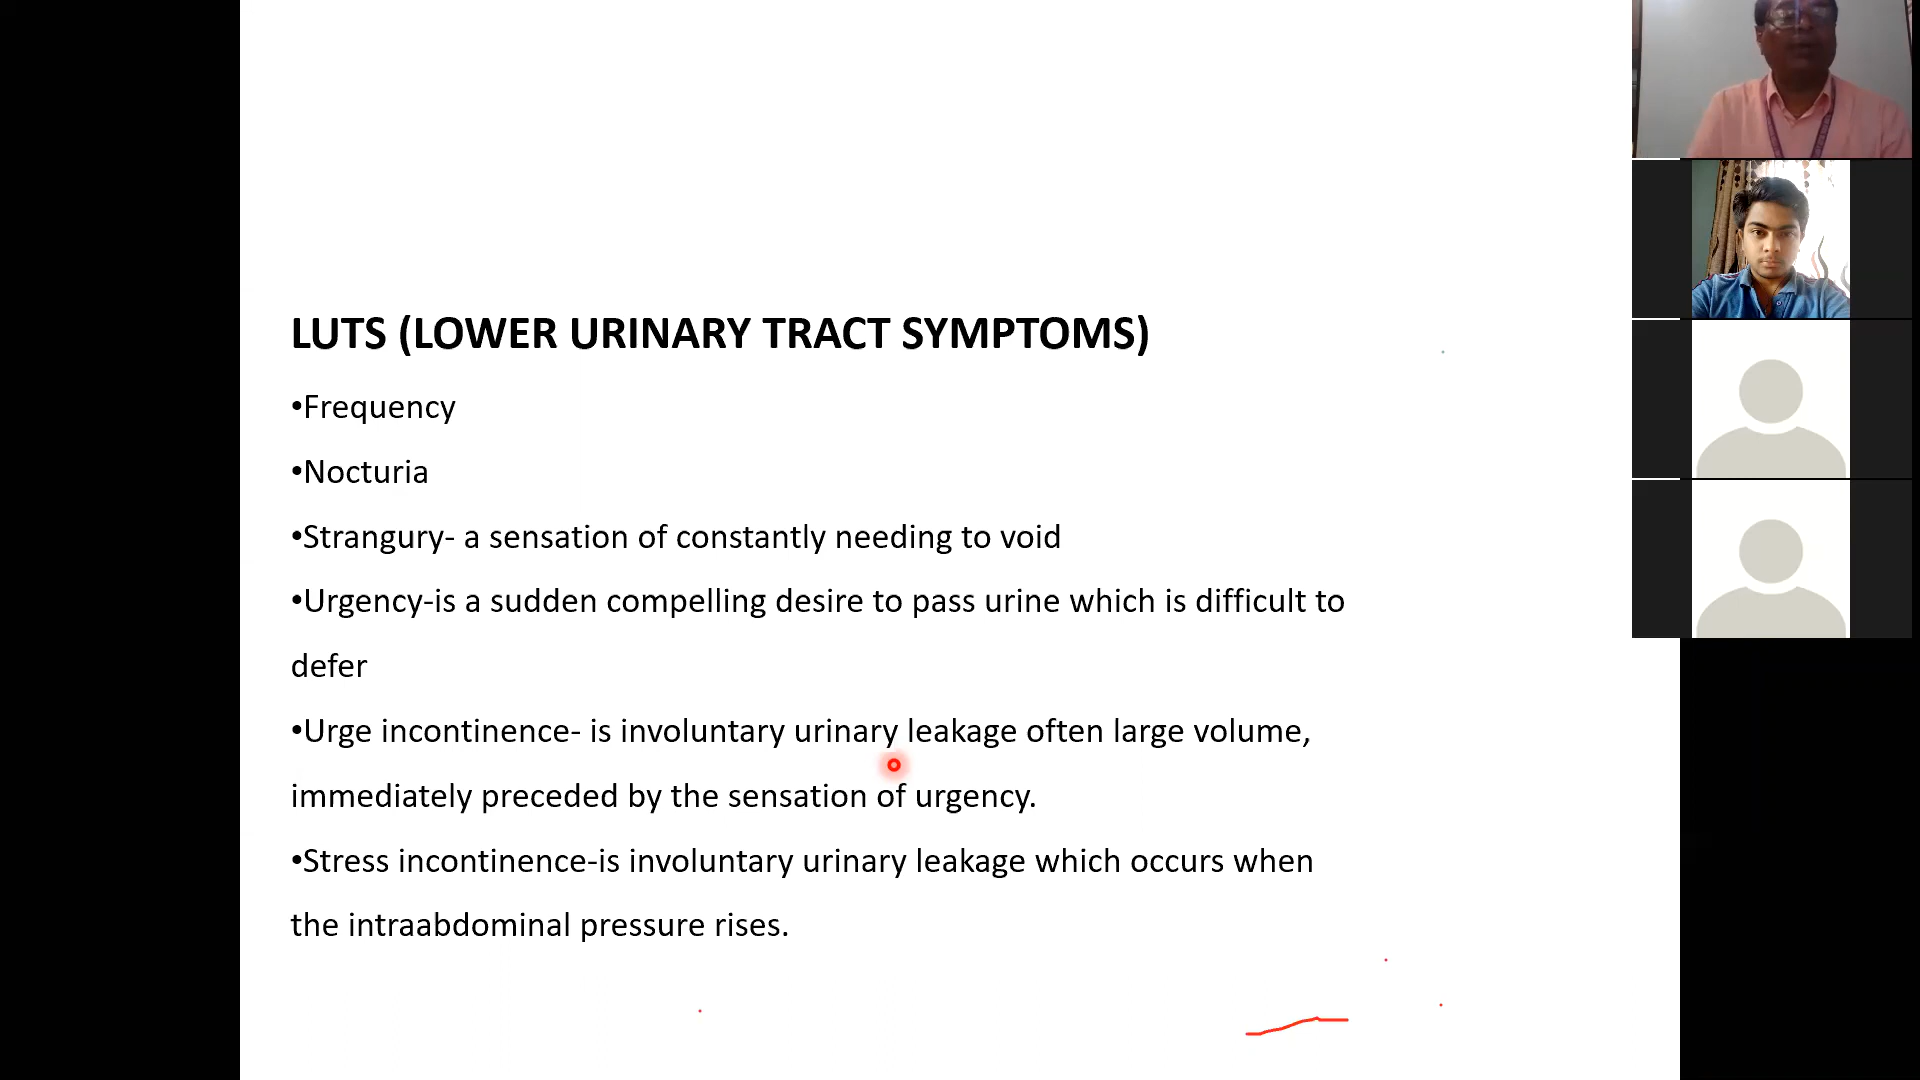 LUTS (LOWER URINARY TRACT SYMPTOMS)
•Frequency
•Nocturia
•Strangury- a sensation of constantly needing to void
•Urgency-is a sudden compelling desire to pass urine which is difficult to
defer
•Urge incontinence- is involuntary urinary leakage often large volume,
immediately preceded by the sensation of urgency.
•Stress incontinence-is involuntary urinary leakage which occurs when
the intraabdominal pressure rises.